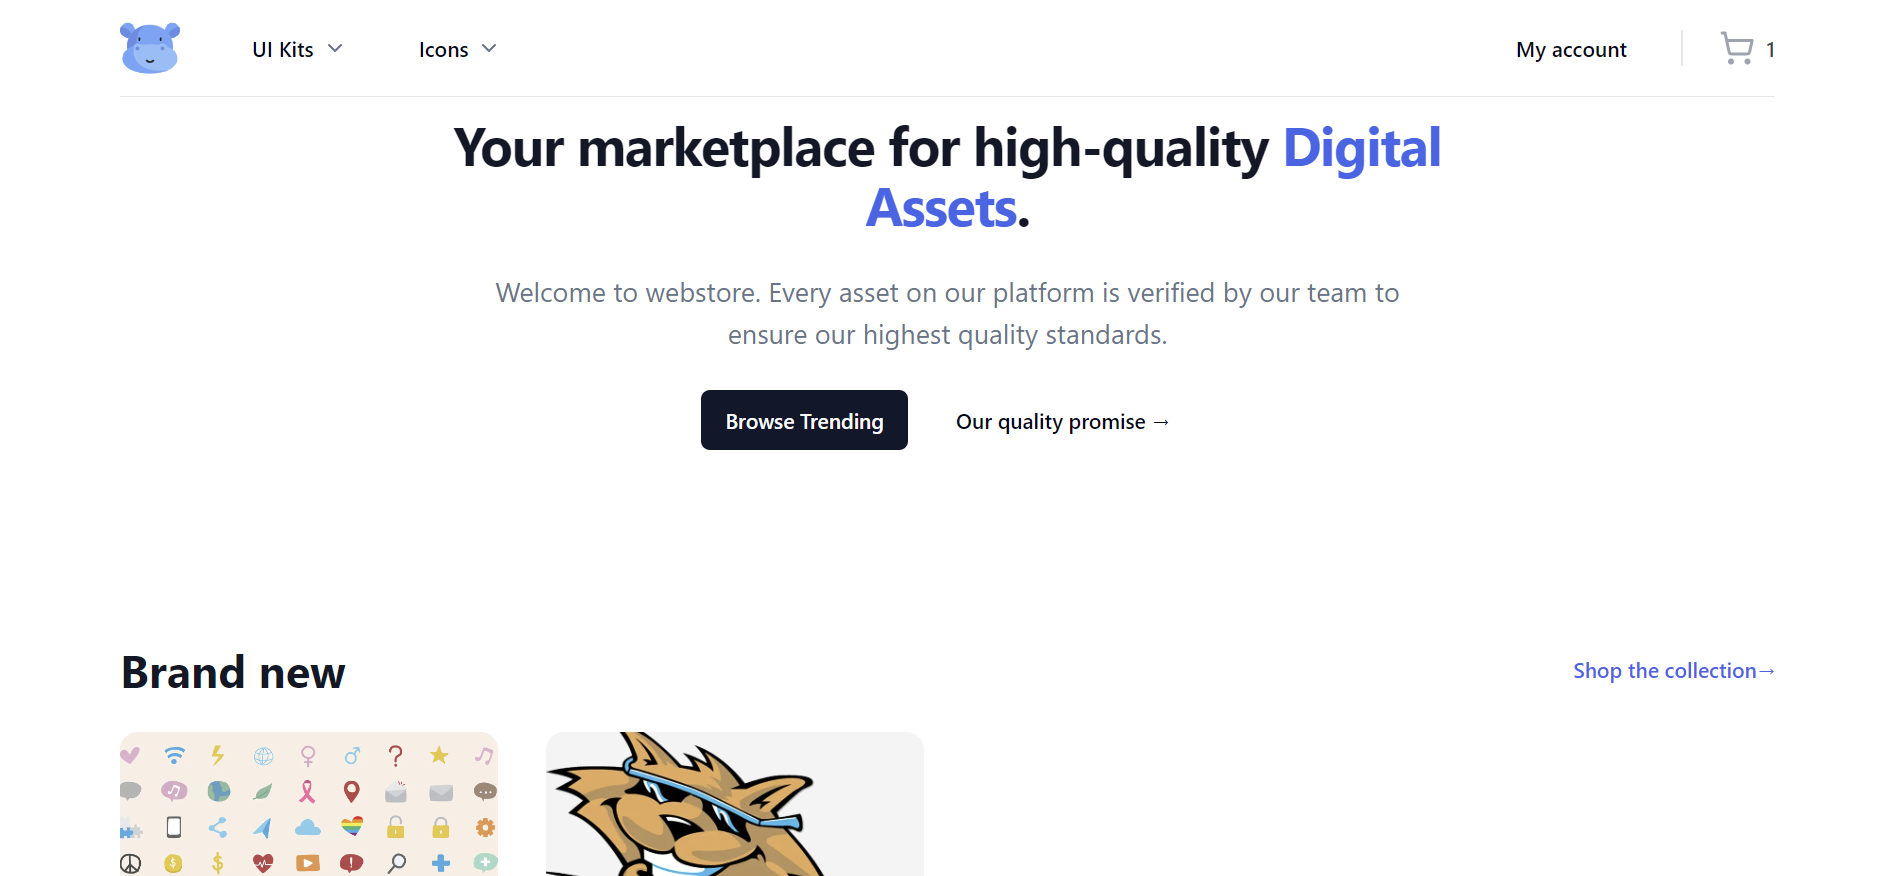 UI Kits
Icons
My account
1
Your marketplace for high-quality Digital
Assets.
Welcome to webstore. Every asset on our platform is verified by our team to
ensure our highest quality standards.
Browse Trending
Our quality promise →
Brand new
Shop the collection→